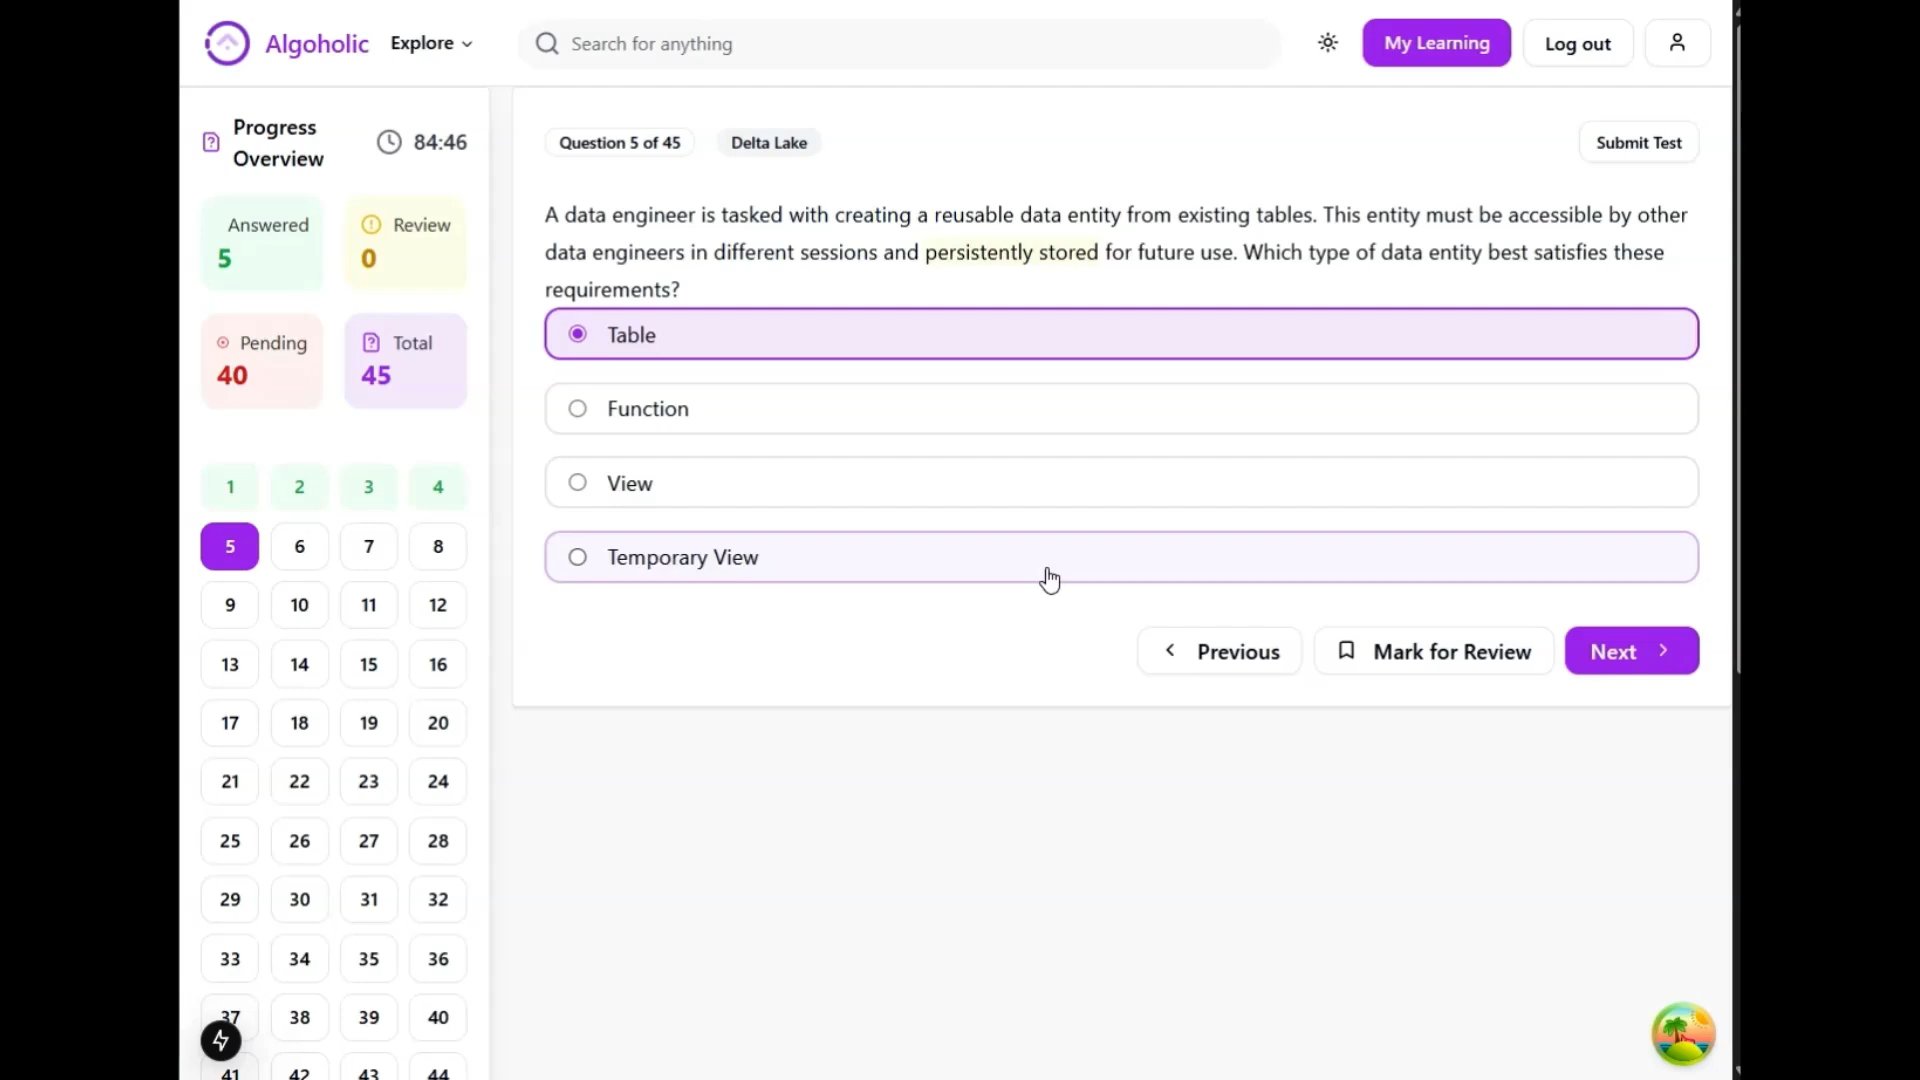 Algoholic
Explore
Search for anything
My Learning
Log out
Progress
Overview
84:46
Answered
5
Review
0
Pending
40
Total
45
1 2 3 4
5 6 7 8
9 10 11 12
13 14 15 16
17 18 19 20
21 22 23 24
25 26 27 28
29 30 31 32
33 34 35 36
37 38 39 40
41 42 43 44
Question 5 of 45
Delta Lake
Submit Test
A data engineer is tasked with creating a reusable data entity from existing tables. This entity must be accessible by other
data engineers in different sessions and persistently stored for future use. Which type of data entity best satisfies these
requirements?
Table
Function
View
Temporary View
Previous
Mark for Review
Next